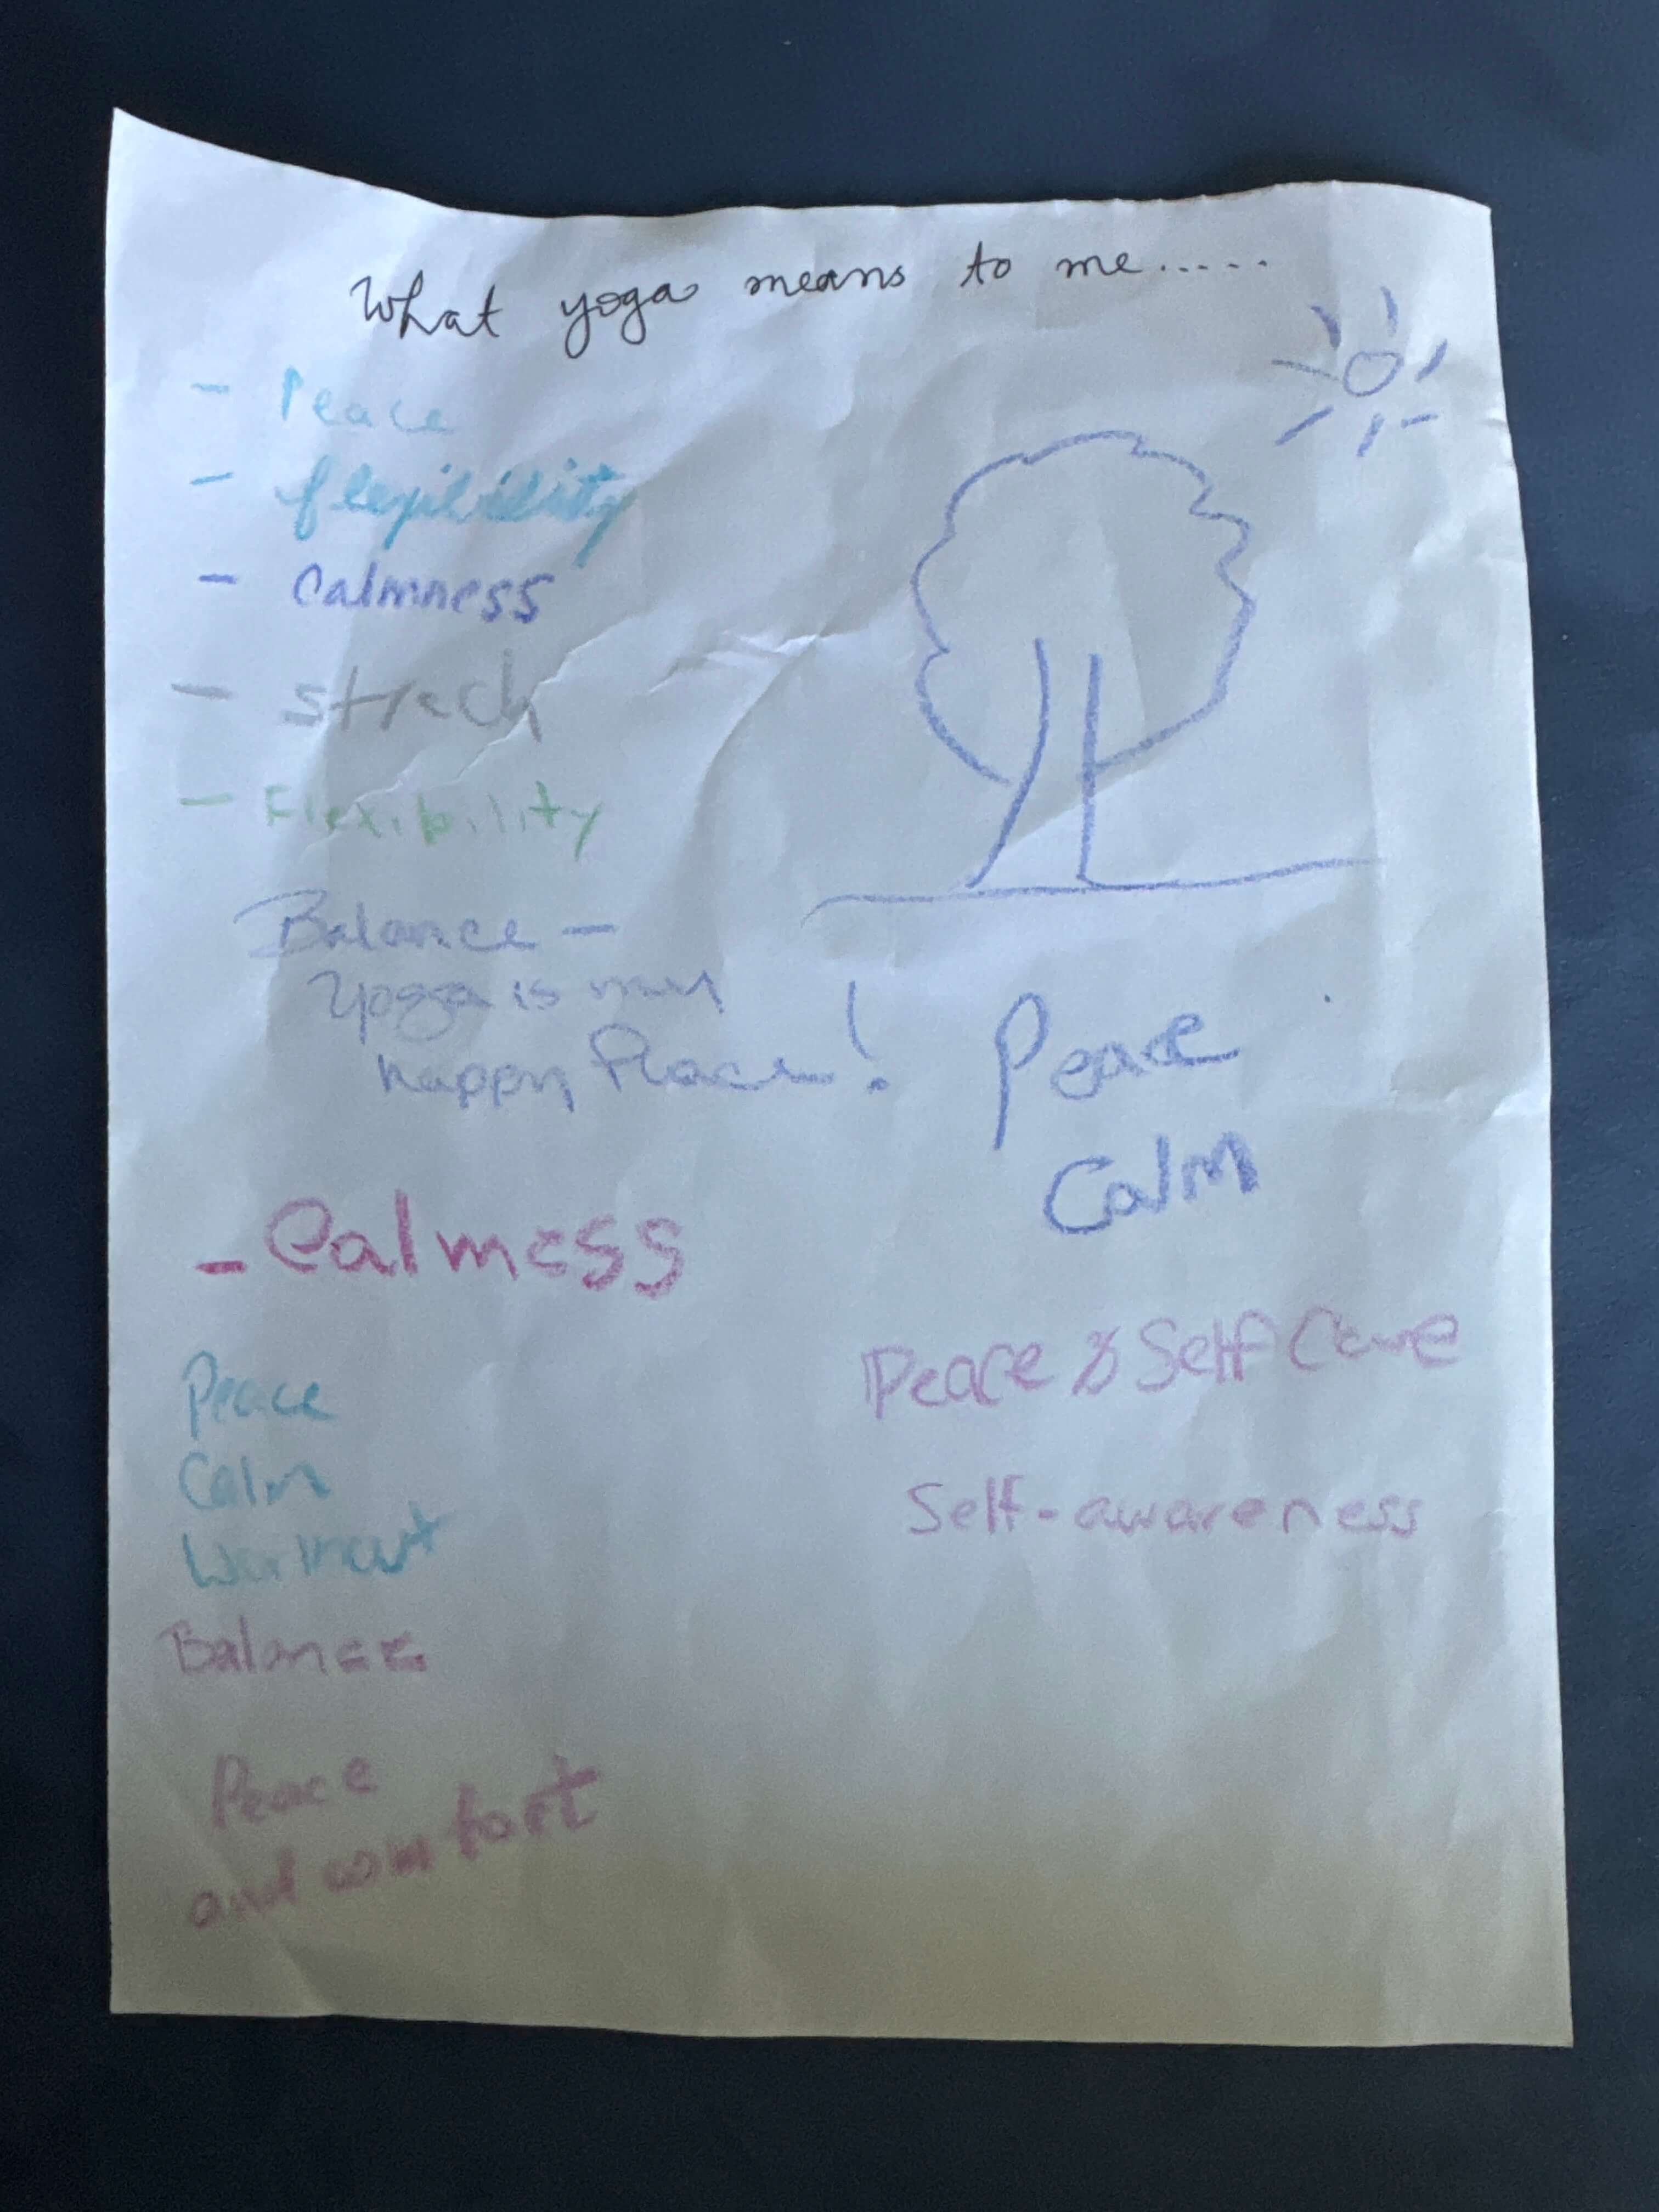 What yoga means to me.....
- Peace
- flexibility
- Calmness
- strech
- Flexibility
Balance -
Yoga is my
happy Place!
Peace
Calm
- Calmess
Peace & Self Care
Self-awareness
Peace
Calm
Balance
Peace
and comfort